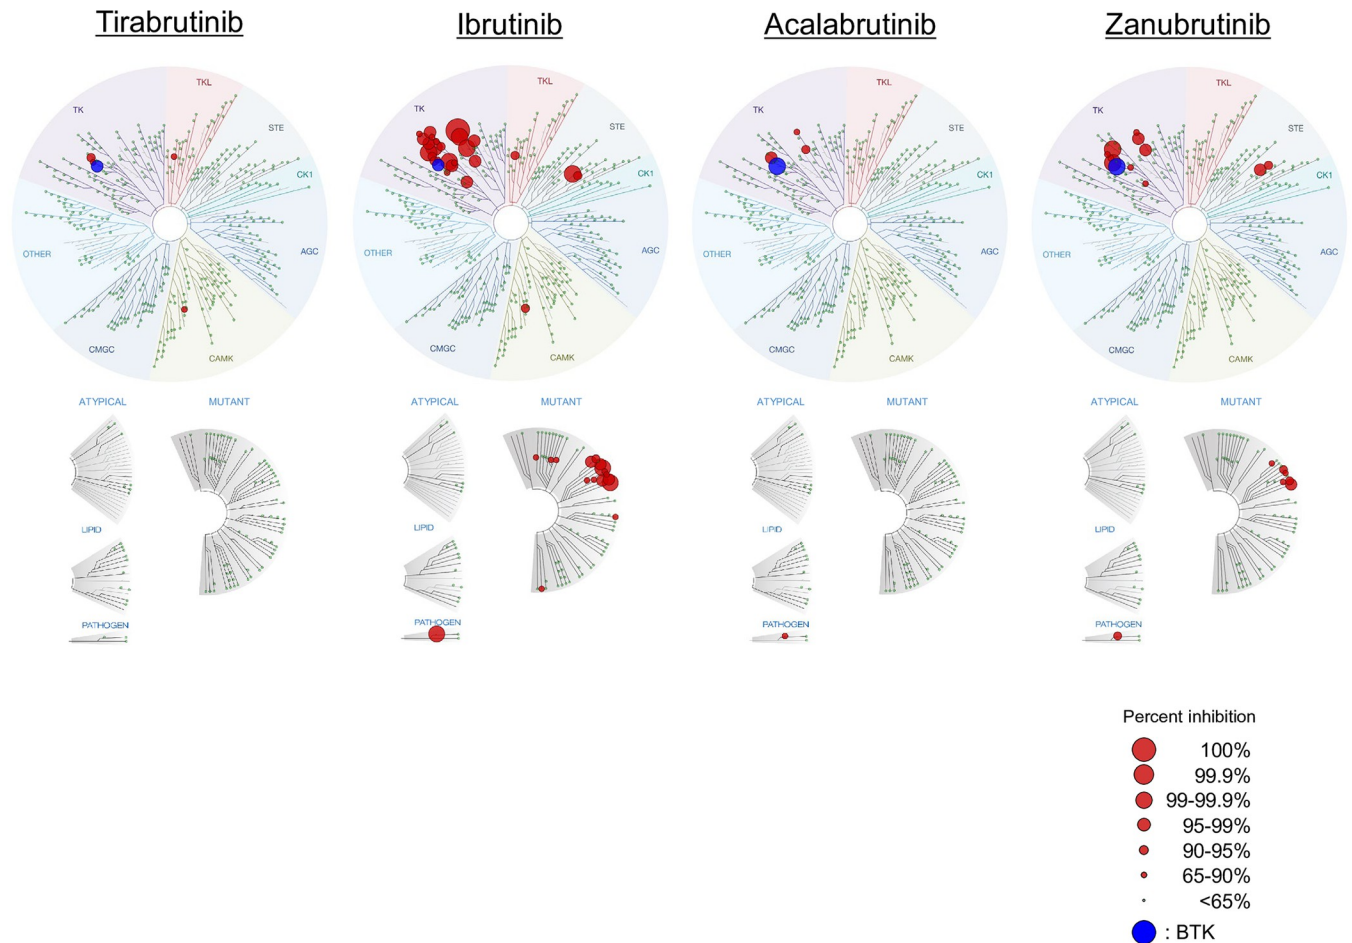 Tirabrutinib Ibrutinib Acalabrutinib Zanubrutinib
TK TKL STE CK1 AGC CAMK CMGC OTHER
TK TKL STE CK1 AGC CAMK CMGC OTHER
TK TKL STE CK1 AGC CAMK CMGC OTHER
TK TKL STE CK1 AGC CAMK CMGC OTHER
ATYPICAL MUTANT ATYPICAL MUTANT ATYPICAL MUTANT ATYPICAL MUTANT
LIPID LIPID LIPID LIPID
PATHOGEN PATHOGEN PATHOGEN PATHOGEN
Percent inhibition
100%
99.9%
99-99.9%
95-99%
90-95%
65-90%
<65%
: BTK